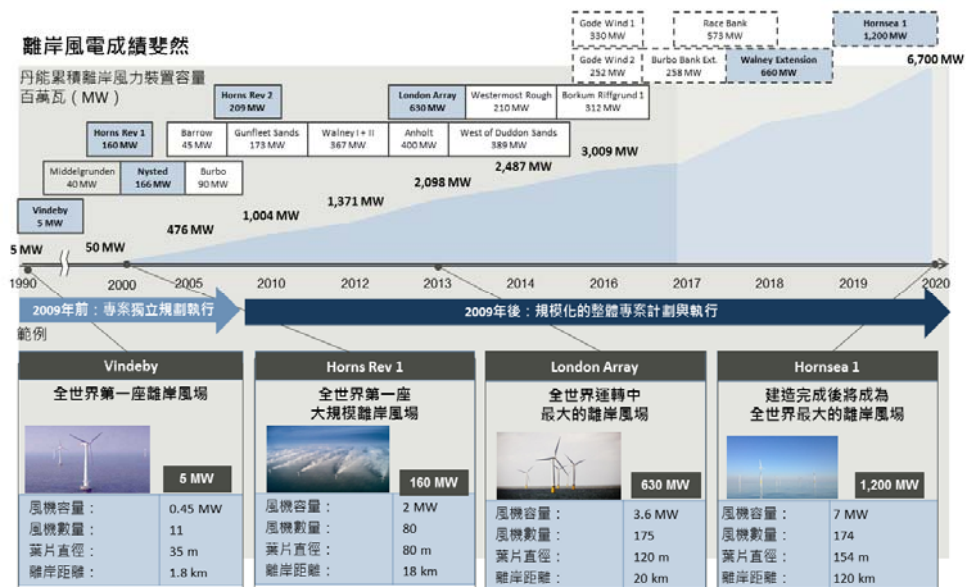 離岸風電成績斐然
丹能累積離岸風力裝置容量
百萬瓦（MW）
Gode Wind 1
330 MW
Race Bank
573 MW
Hornsea 1
1,200 MW
Gode Wind 2
252 MW
Burbo Bank Ext.
258 MW
Walney Extension
660 MW
6,700 MW
Horns Rev 2
209 MW
London Array
630 MW
Westermost Rough
210 MW
Borkum Riffgrund 1
312 MW
Horns Rev 1
160 MW
Barrow
45 MW
Gunfleet Sands
173 MW
Walney I + II
367 MW
Anholt
400 MW
West of Duddon Sands
389 MW
Middelgrunden
40 MW
Nysted
166 MW
Burbo
90 MW
Vindeby
5 MW
5 MW
50 MW
476 MW
1,004 MW
1,371 MW
2,098 MW
2,487 MW
3,009 MW
1990
2000
2005
2010
2012
2013
2014
2016
2017
2018
2019
2020
2009年前：專案獨立規劃執行
2009年後：規模化的整體專案計劃與執行
範例
Vindeby
全世界第一座離岸風場
5 MW
風機容量： 0.45 MW
風機數量： 11
葉片直徑： 35 m
離岸距離： 1.8 km
Horns Rev 1
全世界第一座
大規模離岸風場
160 MW
風機容量： 2 MW
風機數量： 80
葉片直徑： 80 m
離岸距離： 18 km
London Array
全世界運轉中
最大的離岸風場
630 MW
風機容量： 3.6 MW
風機數量： 175
葉片直徑： 120 m
離岸距離： 20 km
Hornsea 1
建造完成後將成為
全世界最大的離岸風場
1,200 MW
風機容量： 7 MW
風機數量： 174
葉片直徑： 154 m
離岸距離： 120 km